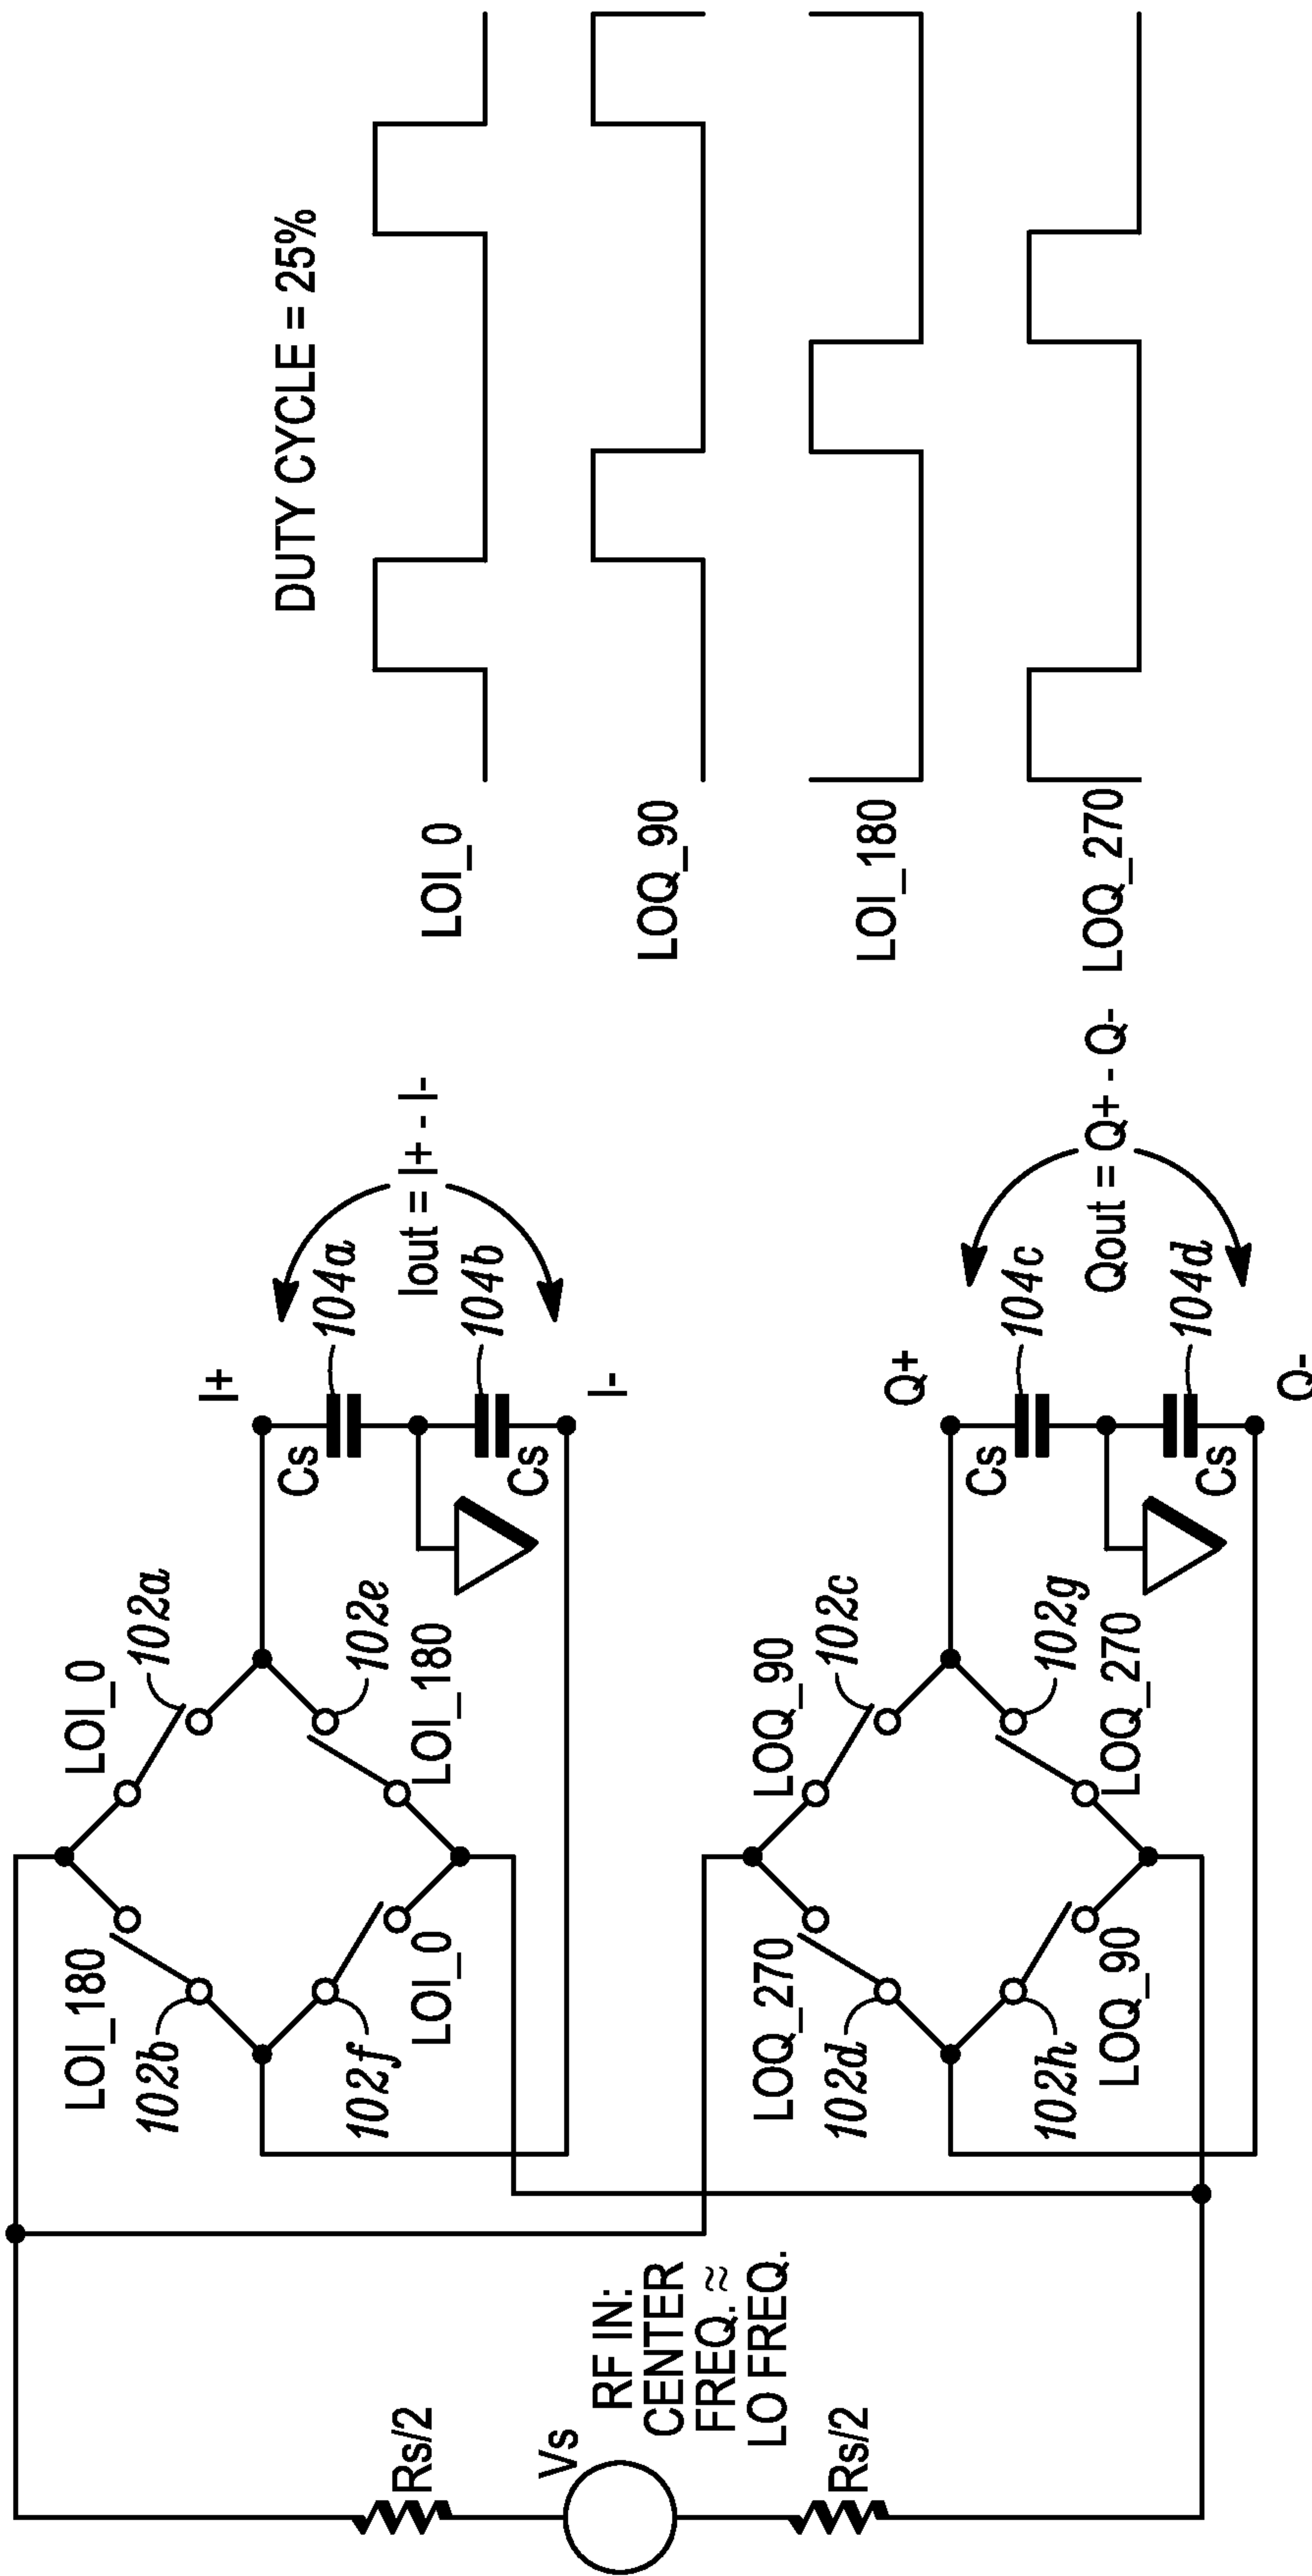 Rs/2
Vs
RF IN:
CENTER
FREQ. ≈
LO FREQ.
Rs/2
LOI_180
102b
LOI_0
102a
102f
LOI_0
102e
LOI_180
I+
Cs
104a
Cs
104b
I-
Iout = I+ - I-
LOQ_270
102d
LOQ_90
102c
102h
LOQ_90
102g
LOQ_270
Q+
Cs
104c
Cs
104d
Q-
Qout = Q+ - Q-
DUTY CYCLE = 25%
LOI_0
LOQ_90
LOI_180
LOQ_270